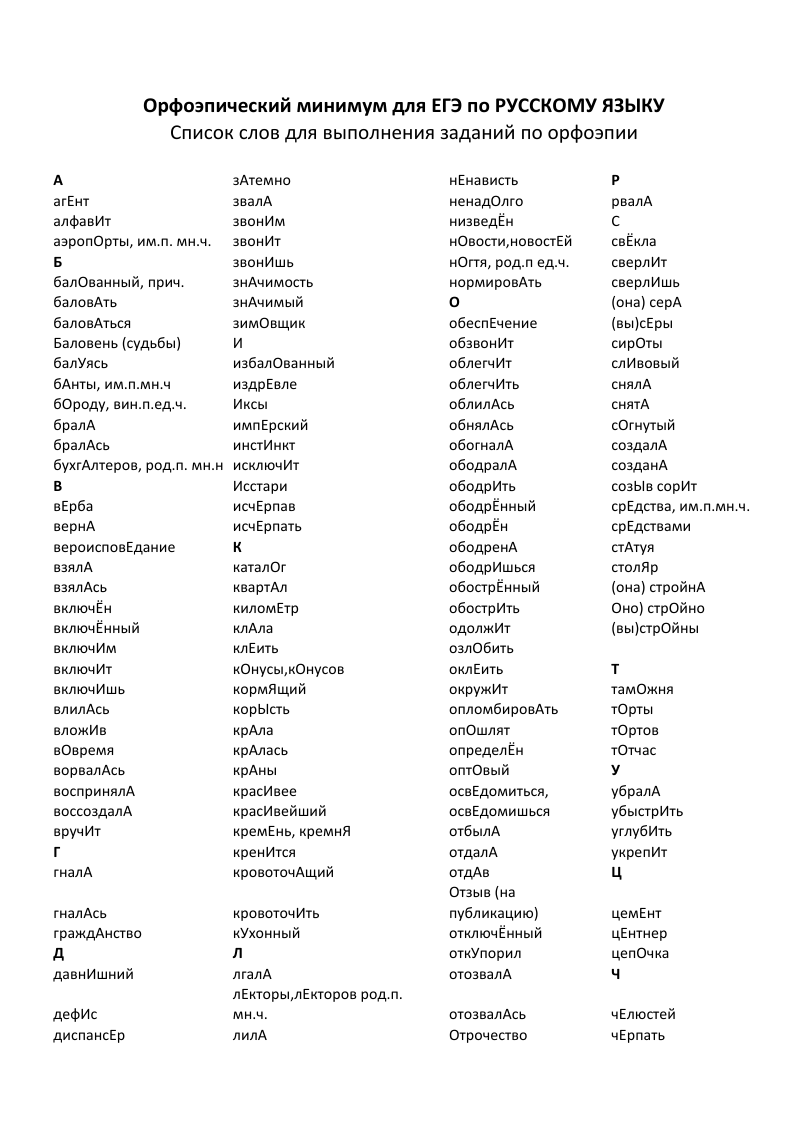 Орфоэпический минимум для ЕГЭ по РУССКОМУ ЯЗЫКУ
Список слов для выполнения заданий по орфоэпии
А
агЕнт
алфавИт
аэропОрты, им.п. мн.ч.
Б
балОванный, прич.
баловАть
баловАться
Баловень (судьбы)
балУясь
бАнты, им.п.мн.ч
бОроду, вин.п.ед.ч.
бралА
бралАсь
бухгАлтеров, род.п. мн.н
В
вЕрба
вернА
вероисповЕдание
взялА
взялАсь
включЁн
включЁнный
включИм
включИт
включИшь
влилАсь
вложИв
вОвремя
ворвалАсь
воспринялА
воссоздалА
вручИт
Г
гналА
гналАсь
граждАнство
Д
давнИшний
дефИс
диспансЕр
зАтемно
звалА
звонИм
звонИт
звонИшь
знАчимость
знАчимый
зимОвщик
И
избалОванный
издрЕвле
Иксы
импЕрский
инстИнкт
исключИт
Исстари
исчЕрпав
исчЕрпать
К
каталОг
квартАл
киломЕтр
клАла
клЕить
кОнусы,кОнусов
кормЯщий
корЫсть
крАла
крАлась
крАны
красИвее
красИвейший
кремЕнь, кремнЯ
кренИтся
кровоточАщий
кровоточИть
кУхонный
Л
лгалА
лЕкторы,лЕкторов род.п.
мн.ч.
лилА
нЕнависть
ненадОлго
низведЁн
нОвости,новостЕй
нОгтя, род.п ед.ч.
нормировАть
О
обеспЕчение
обзвонИт
облегчИт
облегчИть
облилАсь
обнялАсь
обогналА
ободралА
ободрИть
ободрЁнный
ободрЁн
ободренА
ободрИшься
обострЁнный
обострИть
одолжИт
озлОбить
оклЕить
окружИт
опломбировАть
опОшлят
определЁн
оптОвый
освЕдомиться,
освЕдомишься
отбылА
отдалА
отдАв
Отзыв (на
публикацию)
отключЁнный
откУпорил
отозвалА
отозвалАсь
Отрочество
Р
рвалА
С
свЁкла
сверлИт
сверлИшь
(она) серА
(вы)сЕры
сирОты
слИвовый
снялА
снятА
сОгнутый
создалА
созданА
созЫв сорИт
срЕдства, им.п.мн.ч.
срЕдствами
стАтуя
столЯр
(она) стройнА
Оно) стрОйно
(вы)стрОйны
Т
тамОжня
тОрты
тОртов
тОтчас
У
убралА
убыстрИть
углубИть
укрепИт
Ц
цемЕнт
цЕнтнер
цепОчка
Ч
чЕлюстей
чЕрпать